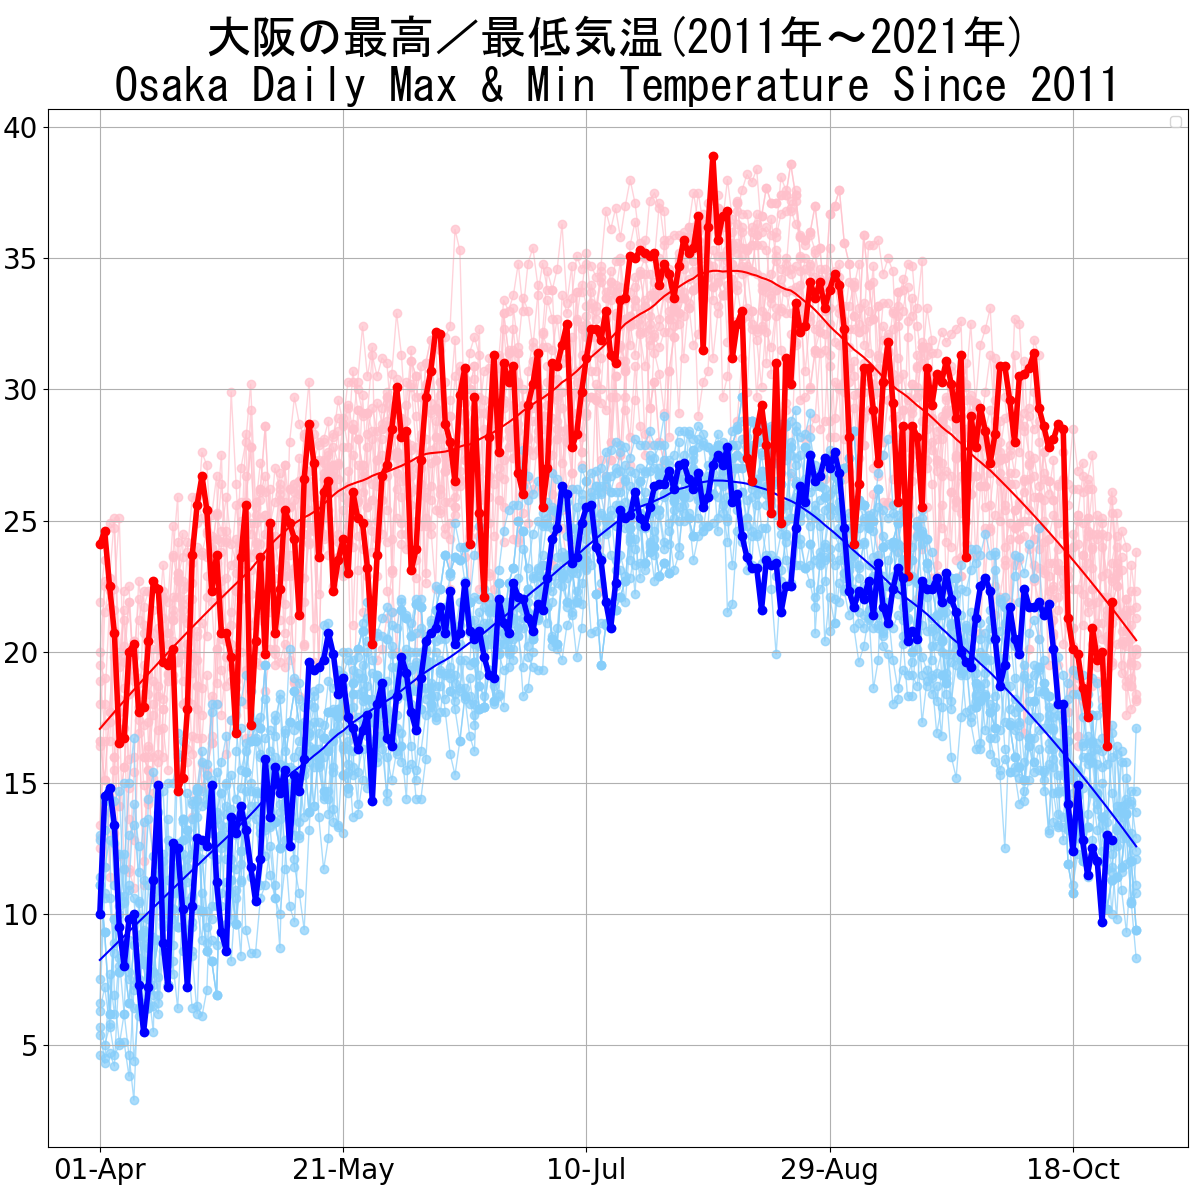 大阪の最高／最低気温(2011年～2021年)
Osaka Daily Max & Min Temperature Since 2011
40
35
30
25
20
15
10
5
01-Apr 21-May 10-Jul 29-Aug 18-Oct